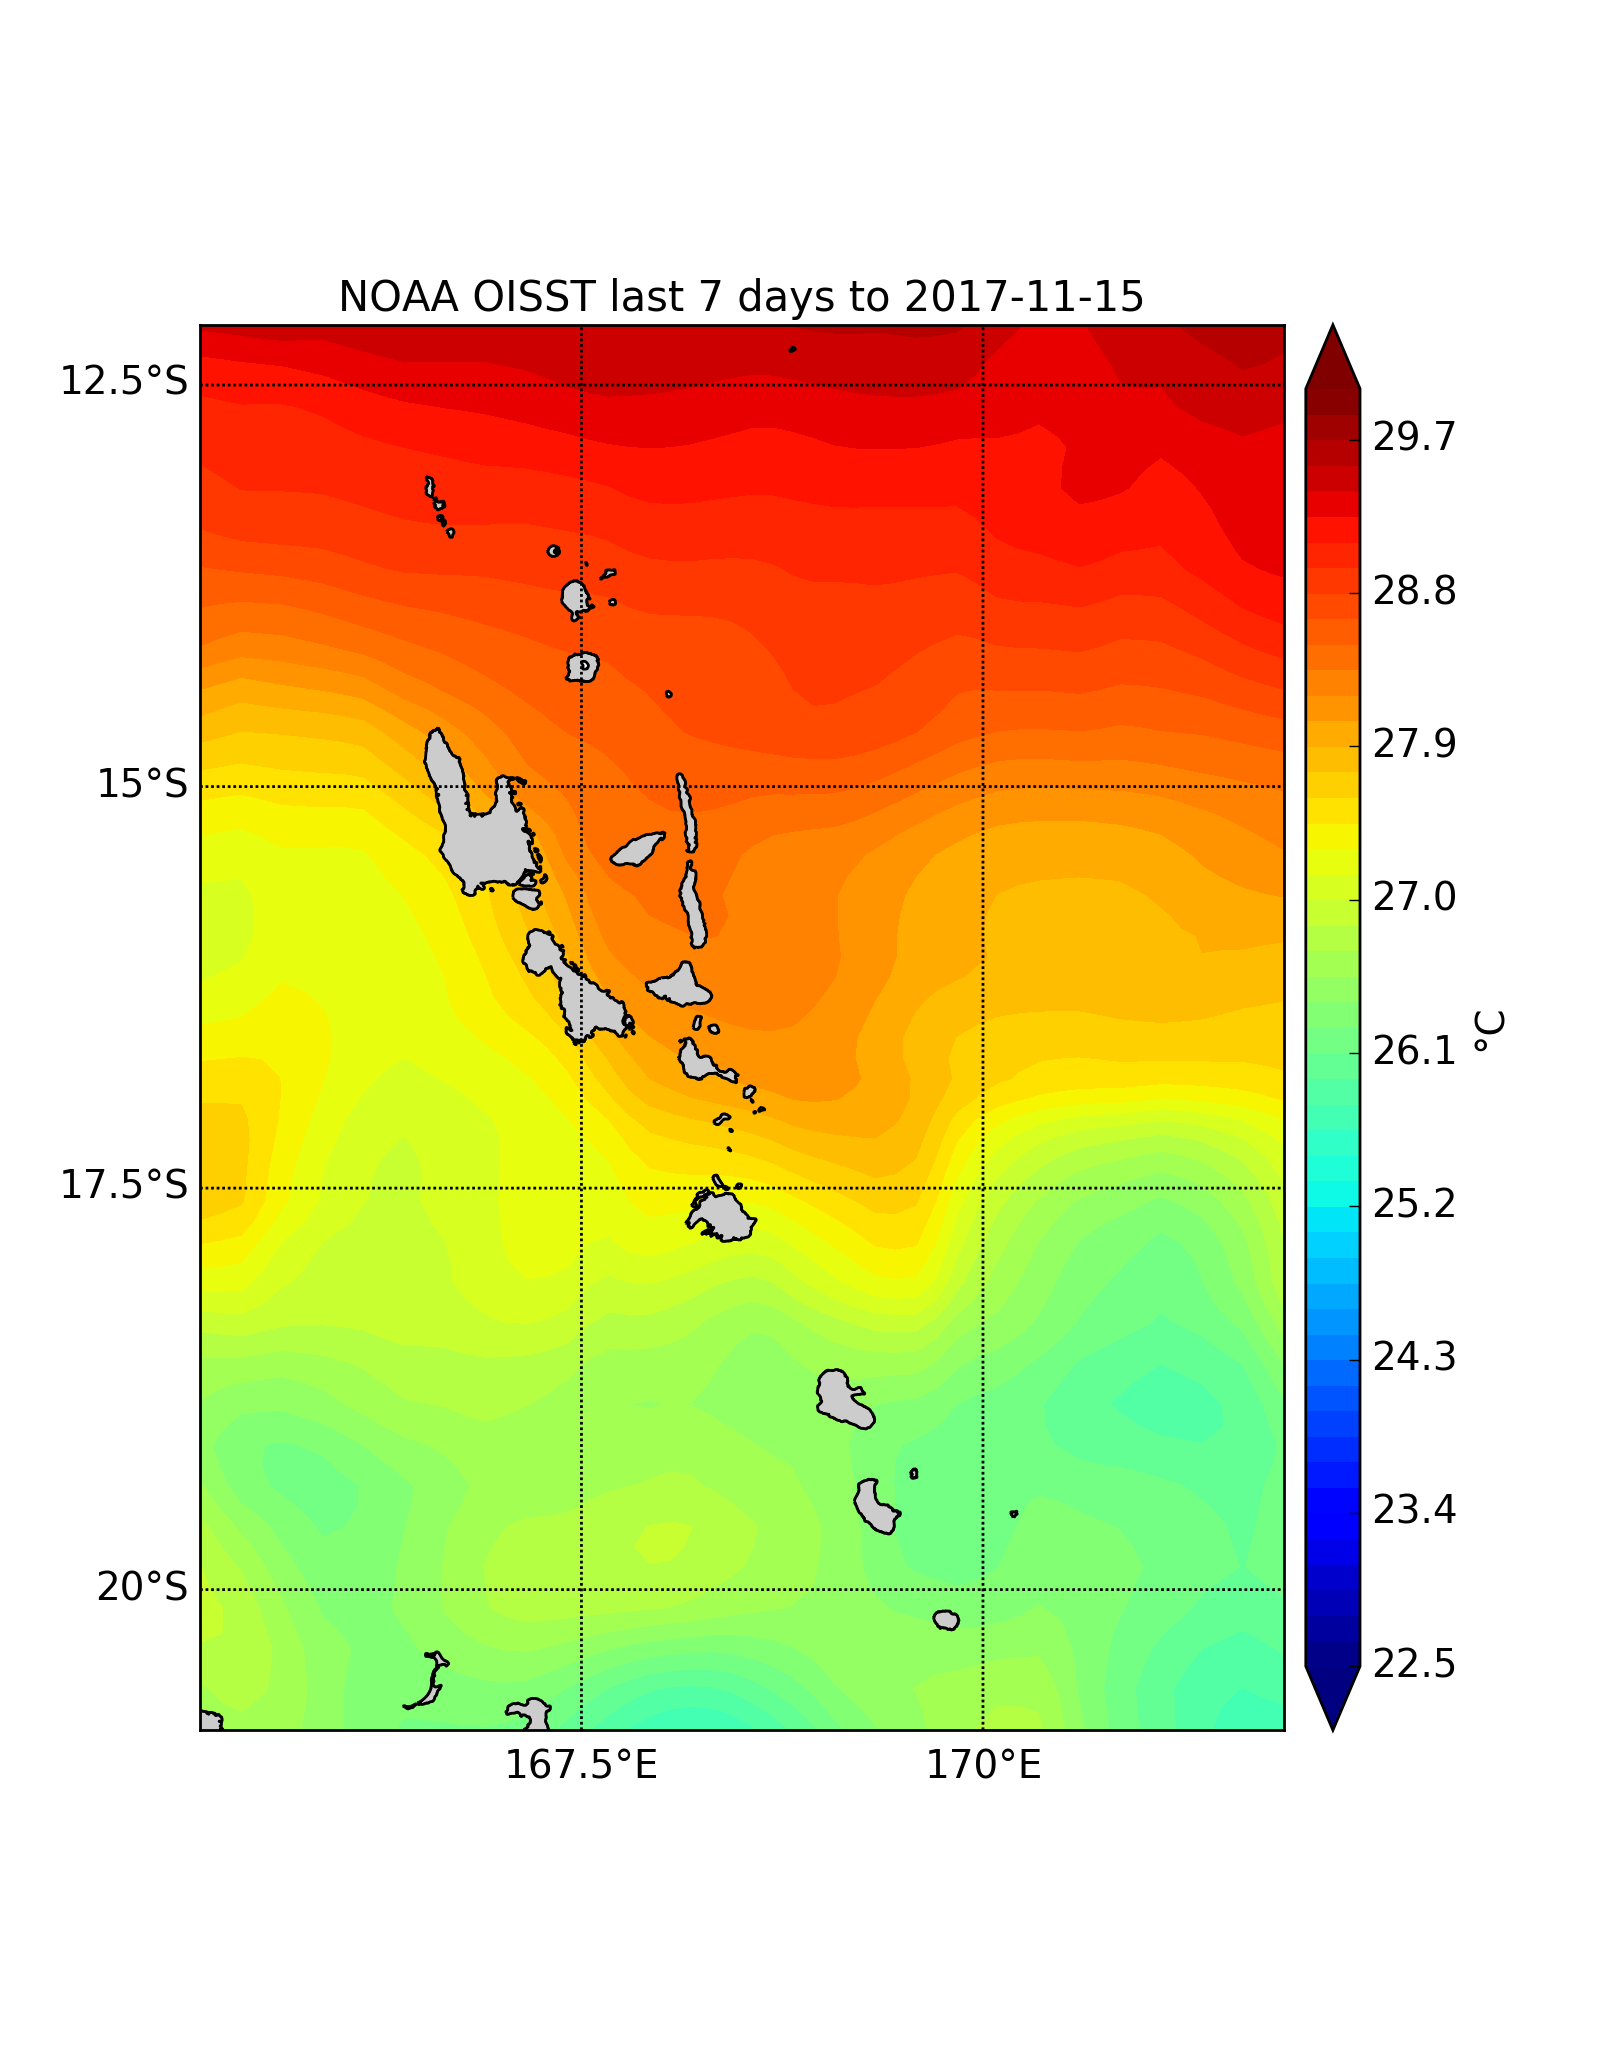 NOAA OISST last 7 days to 2017-11-15
12.5°S
15°S
17.5°S
20°S
167.5°E
170°E
29.7
28.8
27.9
27.0
26.1
25.2
24.3
23.4
22.5
°C